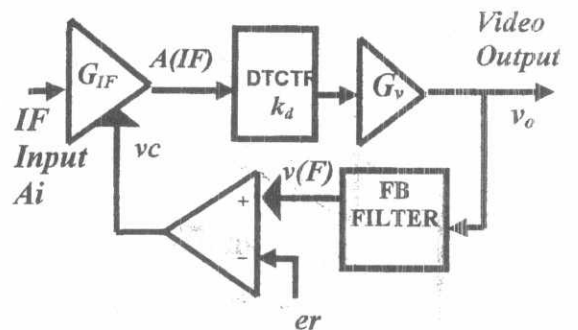 Video
Output
G_IF
A(IF)
DTCTR
k_d
G_v
IF
Input
Ai
vc
v_o
v(F)
FB
FILTER
+
–
er